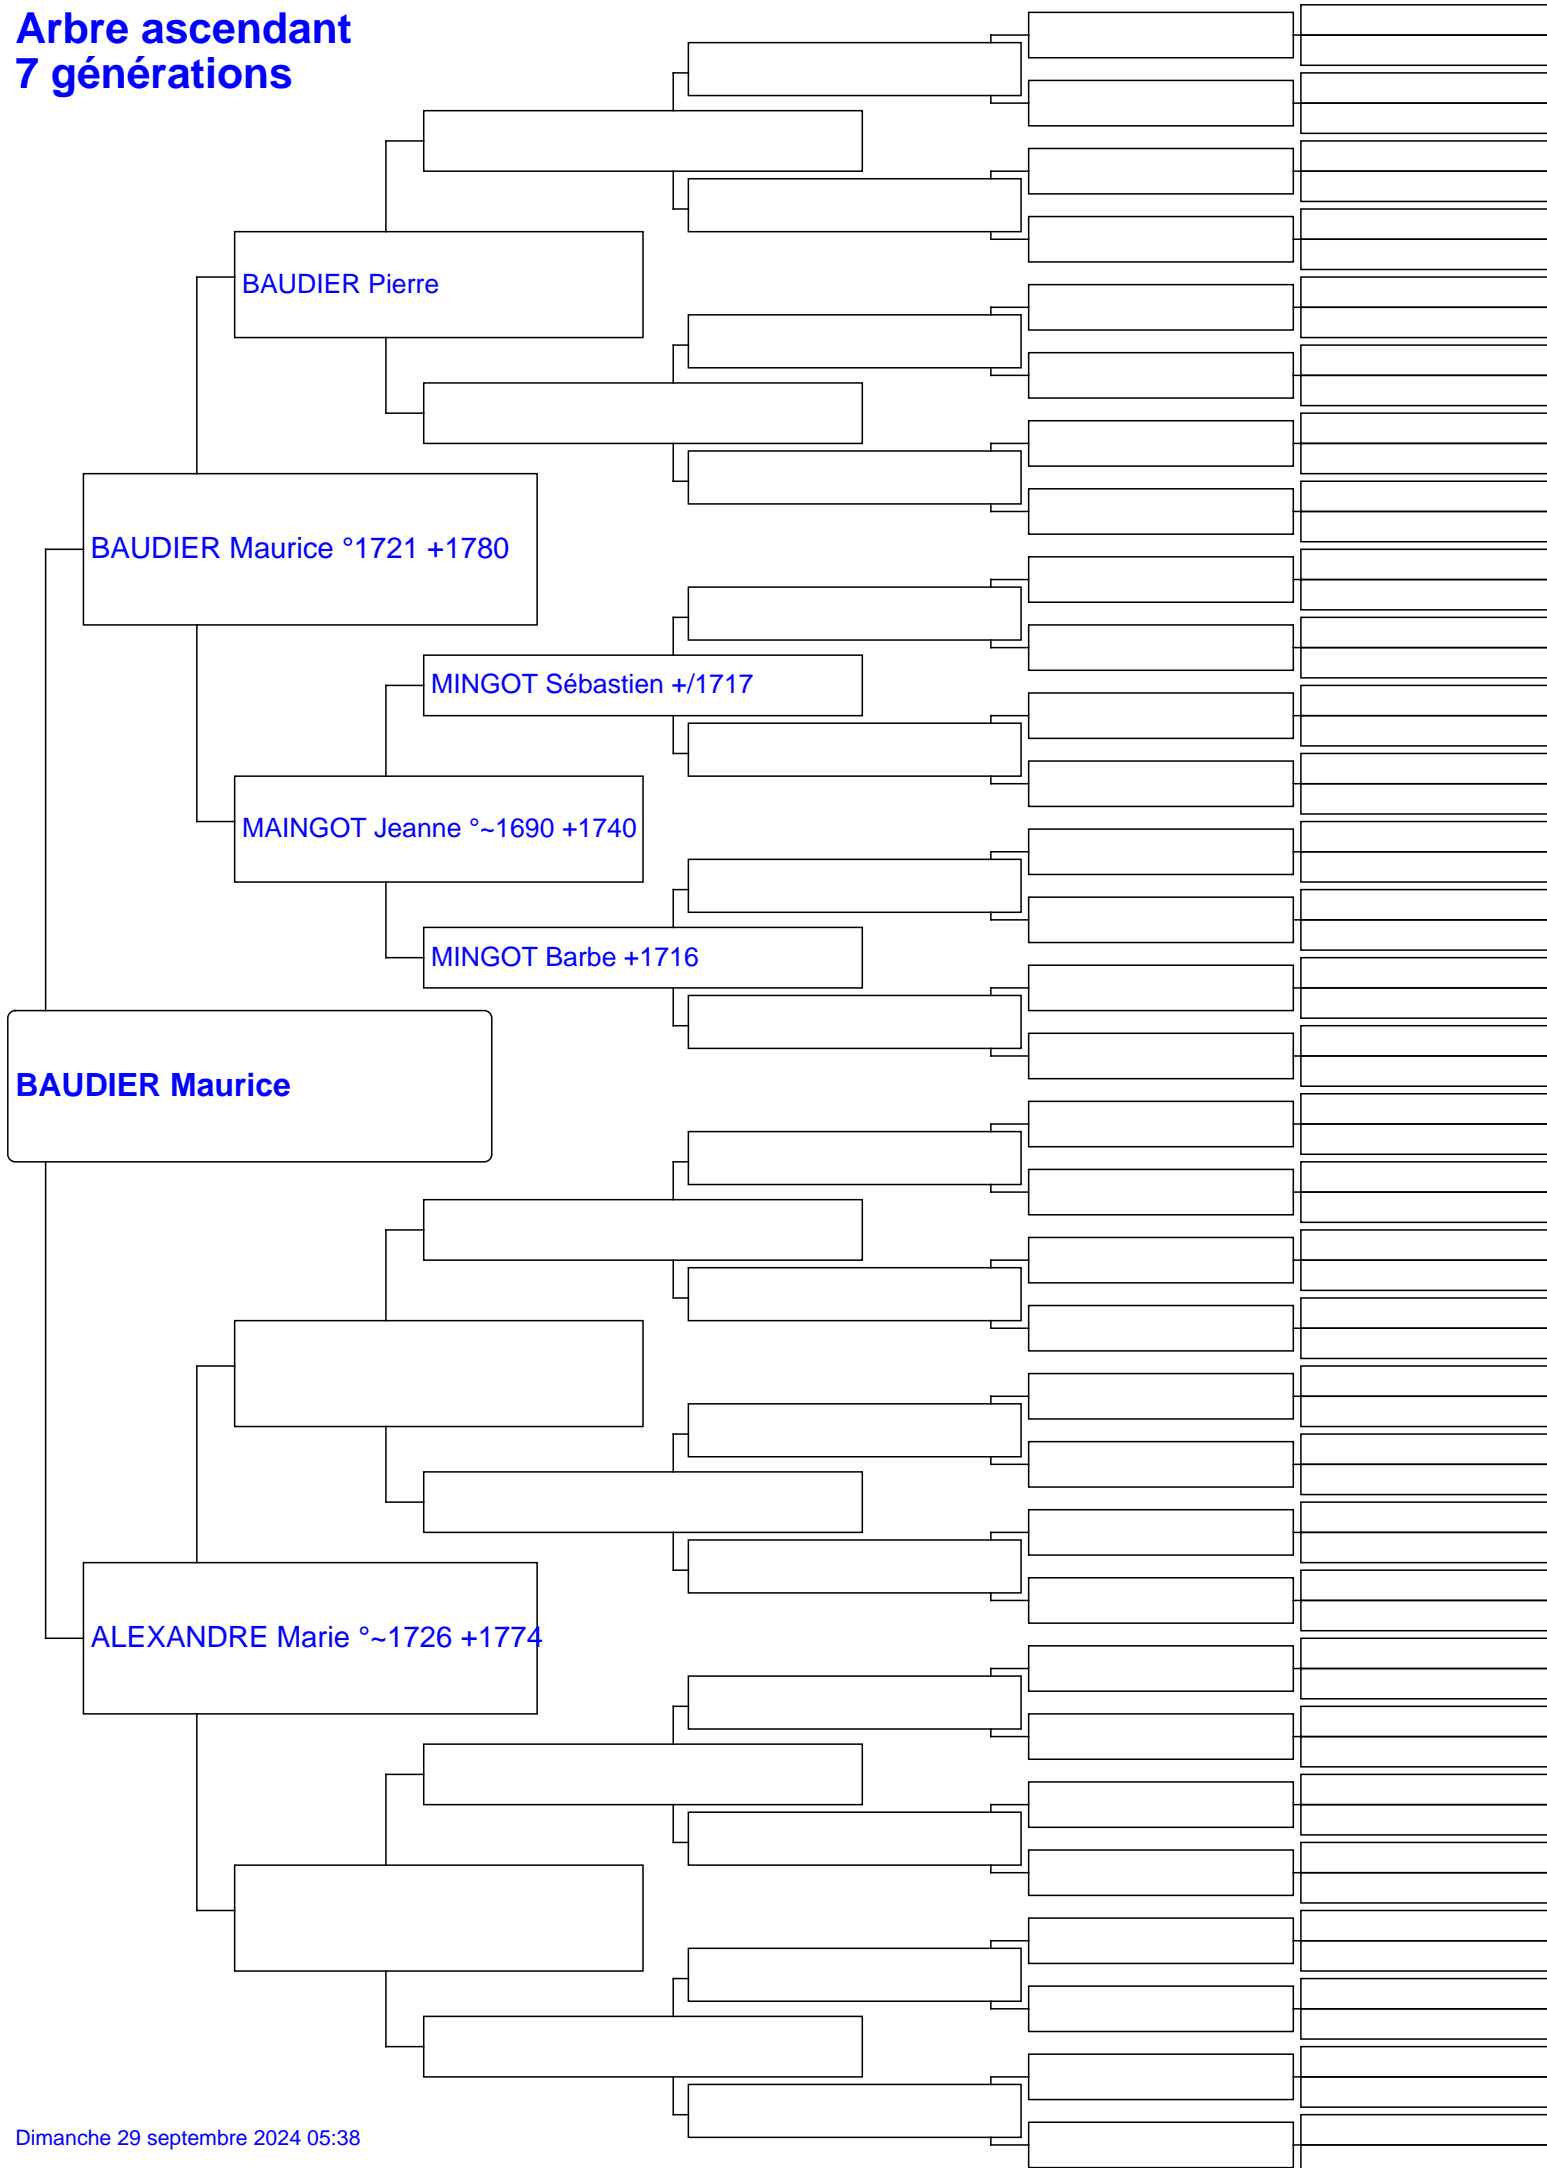 Arbre ascendant
7 générations
BAUDIER Pierre
BAUDIER Maurice °1721 +1780
MINGOT Sébastien +/1717
MAINGOT Jeanne °~1690 +1740
MINGOT Barbe +1716
BAUDIER Maurice
ALEXANDRE Marie °~1726 +1774
Dimanche 29 septembre 2024 05:38